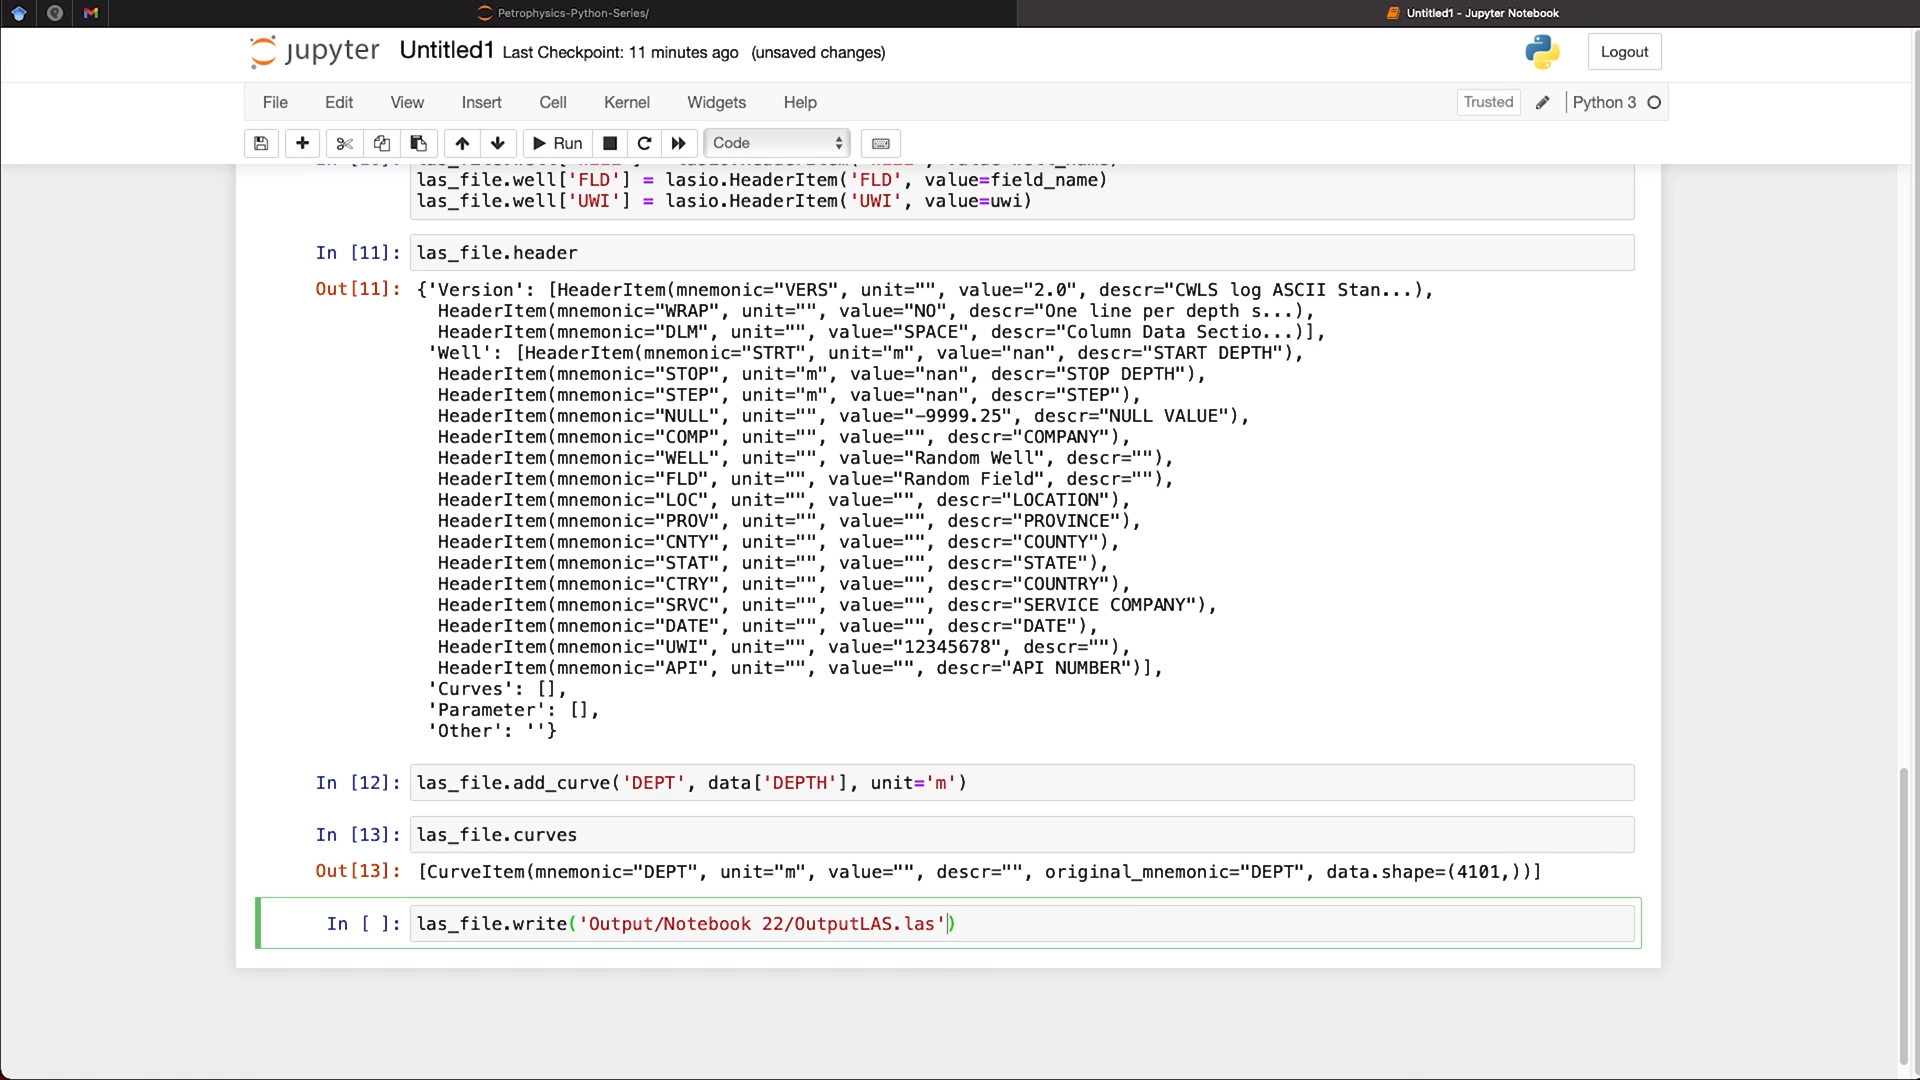 Petrophysics-Python-Series/
Untitled1 - Jupyter Notebook
jupyter Untitled1 Last Checkpoint: 11 minutes ago (unsaved changes)
Logout
File Edit View Insert Cell Kernel Widgets Help
Trusted Python 3
Run Code
las_file.well['FLD'] = lasio.HeaderItem('FLD', value=field_name)
las_file.well['UWI'] = lasio.HeaderItem('UWI', value=uwi)
In [11]: las_file.header
Out[11]: {'Version': [HeaderItem(mnemonic="VERS", unit="", value="2.0", descr="CWLS log ASCII Stan...),
HeaderItem(mnemonic="WRAP", unit="", value="NO", descr="One line per depth s...),
HeaderItem(mnemonic="DLM", unit="", value="SPACE", descr="Column Data Sectio...)],
'Well': [HeaderItem(mnemonic="STRT", unit="m", value="nan", descr="START DEPTH"),
HeaderItem(mnemonic="STOP", unit="m", value="nan", descr="STOP DEPTH"),
HeaderItem(mnemonic="STEP", unit="m", value="nan", descr="STEP"),
HeaderItem(mnemonic="NULL", unit="", value="-9999.25", descr="NULL VALUE"),
HeaderItem(mnemonic="COMP", unit="", value="", descr="COMPANY"),
HeaderItem(mnemonic="WELL", unit="", value="Random Well", descr=""),
HeaderItem(mnemonic="FLD", unit="", value="Random Field", descr=""),
HeaderItem(mnemonic="LOC", unit="", value="", descr="LOCATION"),
HeaderItem(mnemonic="PROV", unit="", value="", descr="PROVINCE"),
HeaderItem(mnemonic="CNTY", unit="", value="", descr="COUNTY"),
HeaderItem(mnemonic="STAT", unit="", value="", descr="STATE"),
HeaderItem(mnemonic="CTRY", unit="", value="", descr="COUNTRY"),
HeaderItem(mnemonic="SRVC", unit="", value="", descr="SERVICE COMPANY"),
HeaderItem(mnemonic="DATE", unit="", value="", descr="DATE"),
HeaderItem(mnemonic="UWI", unit="", value="12345678", descr=""),
HeaderItem(mnemonic="API", unit="", value="", descr="API NUMBER")],
'Curves': [],
'Parameter': [],
'Other': ''}
In [12]: las_file.add_curve('DEPT', data['DEPTH'], unit='m')
In [13]: las_file.curves
Out[13]: [CurveItem(mnemonic="DEPT", unit="m", value="", descr="", original_mnemonic="DEPT", data.shape=(4101,))]
In [ ]: las_file.write('Output/Notebook 22/OutputLAS.las')